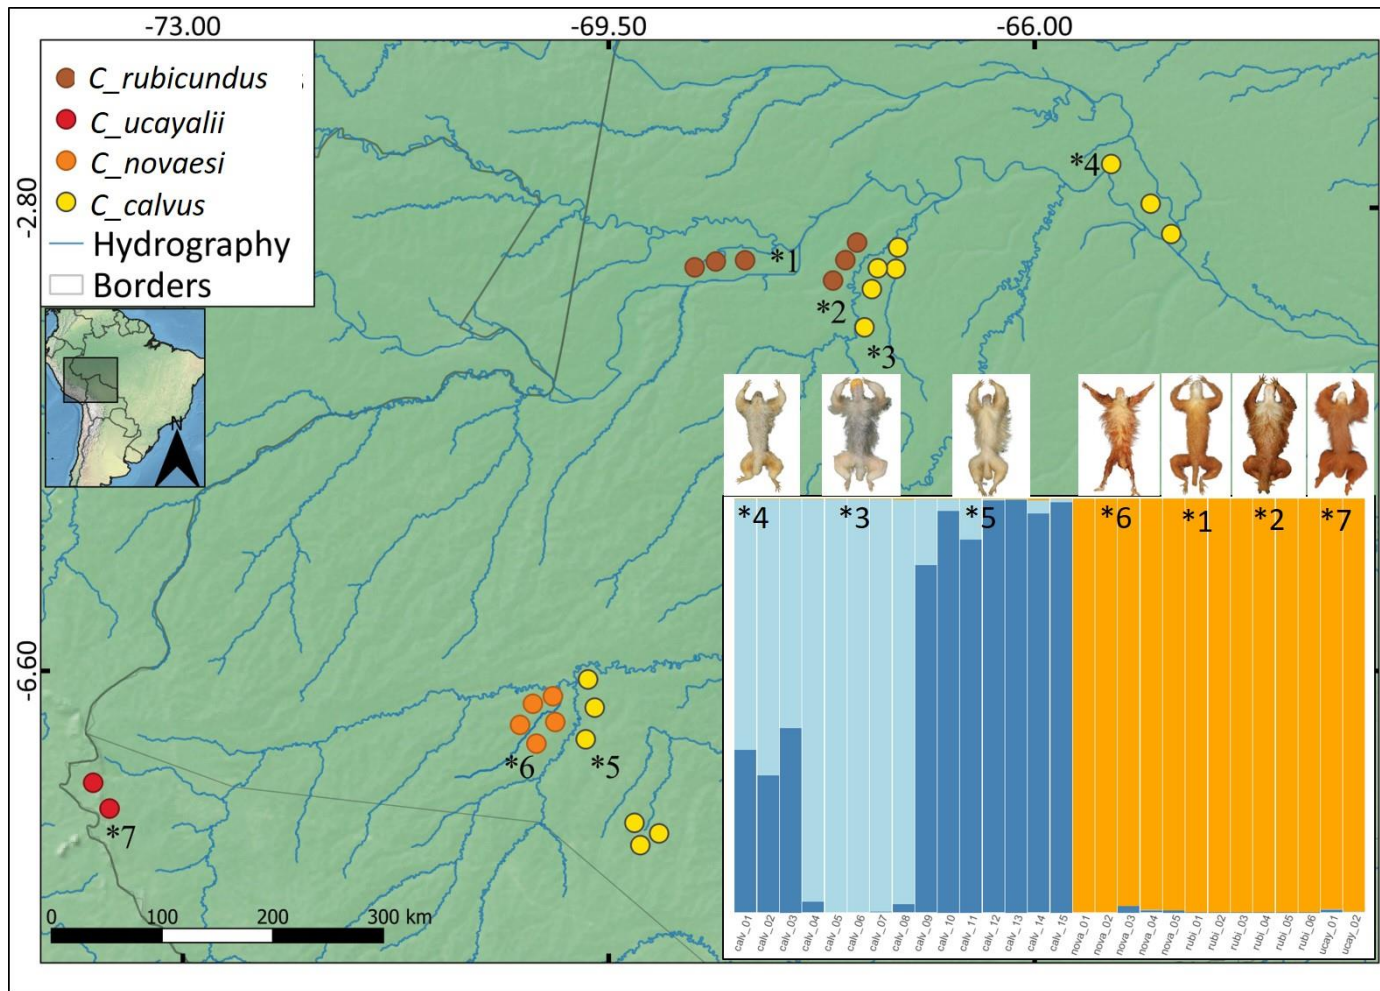 -73.00
-69.50
-66.00
C_rubicundus
C_ucayalii
C_novaesi
C_calvus
Hydrography
Borders
-2.80
-6.60
N
*1
*2
*3
*4
*5
*6
*7
*4
*3
*5
*6
*1
*2
*7
0
100
200
300 km
calv_01
calv_02
calv_03
calv_04
calv_05
calv_06
calv_07
calv_08
calv_09
calv_10
calv_11
calv_12
calv_13
calv_14
calv_15
nova_01
nova_02
nova_03
nova_04
nova_05
rubi_01
rubi_02
rubi_03
rubi_04
rubi_05
rubi_06
ucay_01
ucay_02